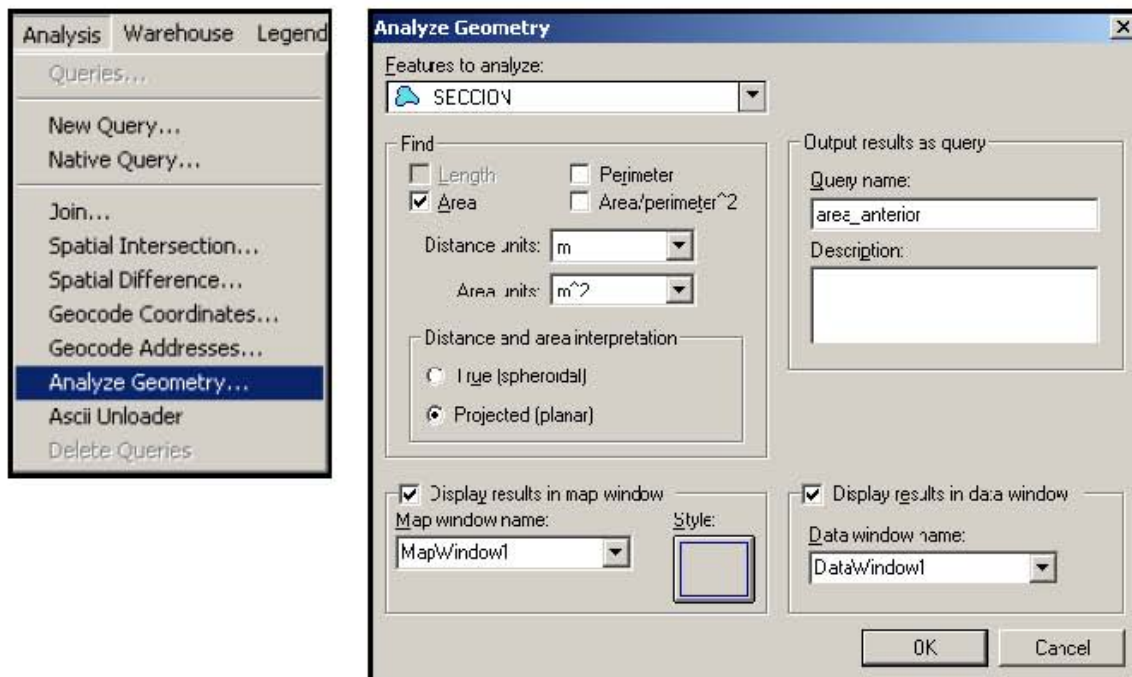 Analysis Warehouse Legend
Queries...
New Query...
Native Query...
Join...
Spatial Intersection...
Spatial Difference...
Geocode Coordinates...
Geocode Addresses...
Analyze Geometry...
Ascii Unloader
Delete Queries
Analyze Geometry
Features to analyze:
SECCION
Find
Length
Perimeter
Area
Area/perimeter^2
Distance units:
m
Area units:
m^2
Distance and area interpretation
True (spheroidal)
Projected (planar)
Output results as query
Query name:
area_anterior
Description:
Display results in map window
Map window name:
Style:
MapWindow1
Display results in data window
Data window name:
DataWindow1
OK
Cancel